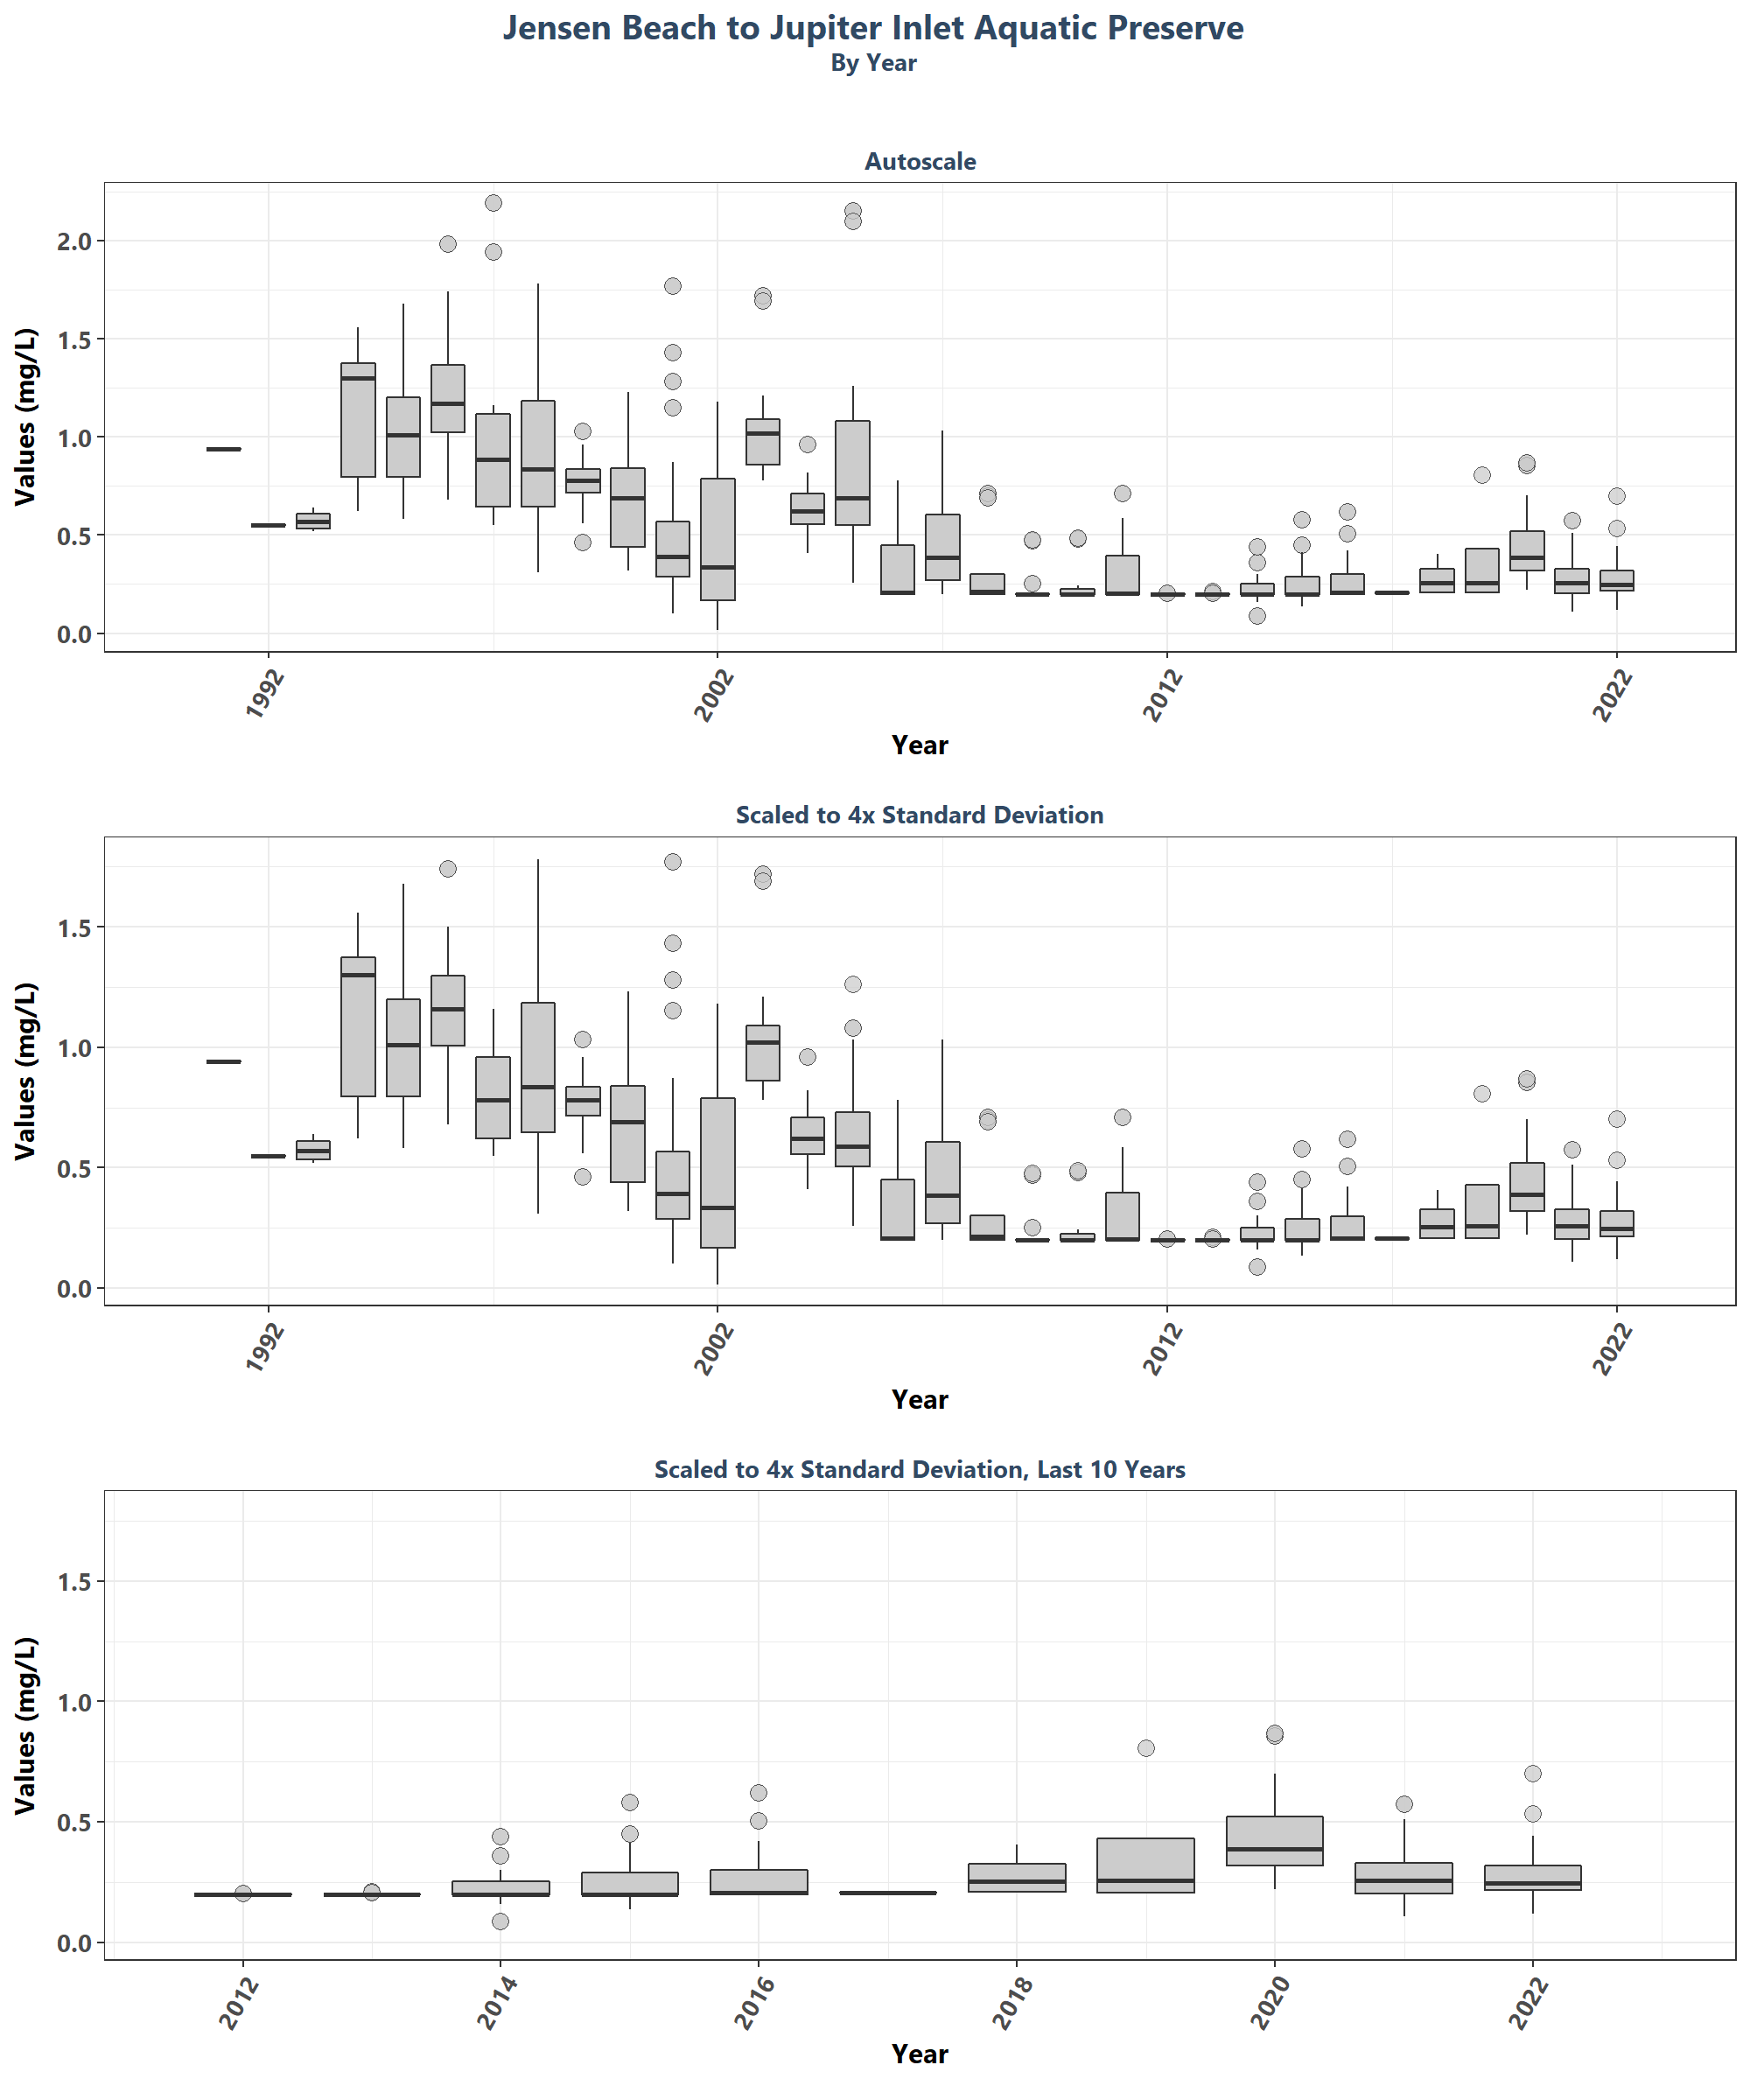 Jensen Beach to Jupiter Inlet Aquatic Preserve
By Year
Autoscale
Values (mg/L)
2.0
1.5
1.0
0.5
0.0
1992
2002
2012
2022
Year
Scaled to 4x Standard Deviation
Values (mg/L)
1.5
1.0
0.5
0.0
1992
2002
2012
2022
Year
Scaled to 4x Standard Deviation, Last 10 Years
Values (mg/L)
1.5
1.0
0.5
0.0
2012
2014
2016
2018
2020
2022
Year